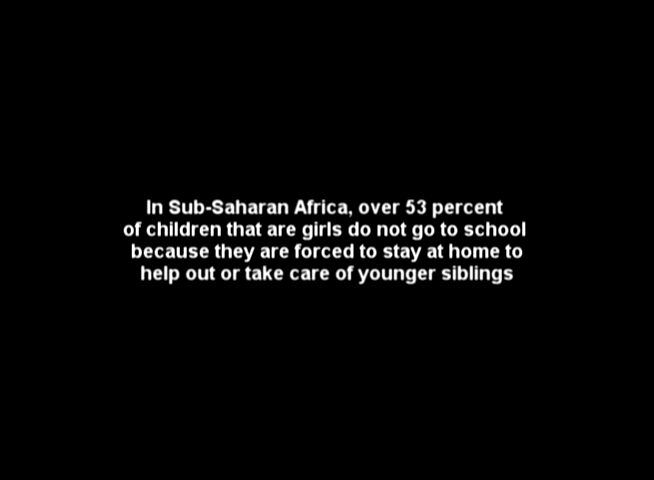 In Sub-Saharan Africa, over 53 percent
of children that are girls do not go to school
because they are forced to stay at home to
help out or take care of younger siblings